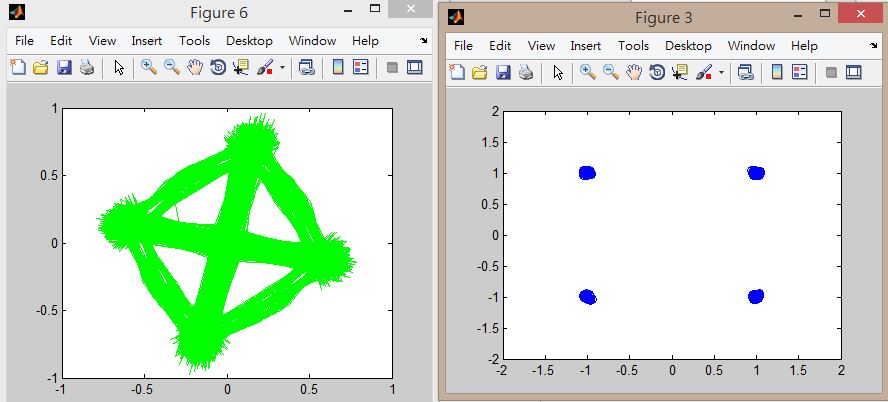 Figure 6
File Edit View Insert Tools Desktop Window Help
1
0.5
0
-0.5
-1
-1 -0.5 0 0.5 1
Figure 3
File Edit View Insert Tools Desktop Window Help
2
1.5
1
0.5
0
-0.5
-1
-1.5
-2
-2 -1.5 -1 -0.5 0 0.5 1 1.5 2